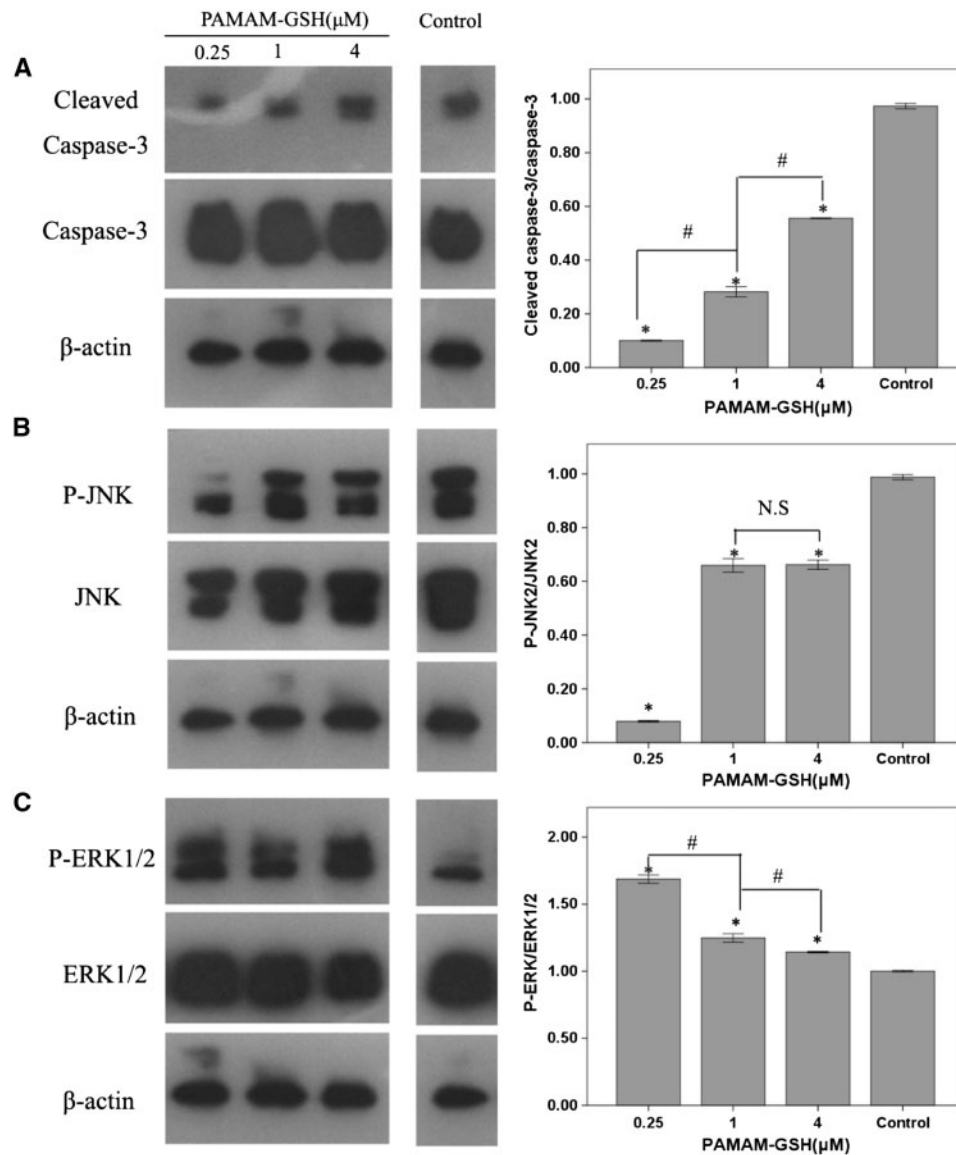 PAMAM-GSH(μM)
Control
0.25 1 4
A
Cleaved
Caspase-3
Caspase-3
β-actin
Cleaved caspase-3/caspase-3
1.00
0.80
0.60
0.40
0.20
0.00
#
#
*
*
*
0.25 1 4 Control
PAMAM-GSH(μM)
B
P-JNK
JNK
β-actin
P-JNK2/JNK2
1.00
0.80
0.60
0.40
0.20
0.00
N.S
*
*
*
0.25 1 4 Control
PAMAM-GSH(μM)
C
P-ERK1/2
ERK1/2
β-actin
P-ERK/ERK1/2
2.00
1.50
1.00
0.50
0.00
#
#
*
*
*
0.25 1 4 Control
PAMAM-GSH(μM)